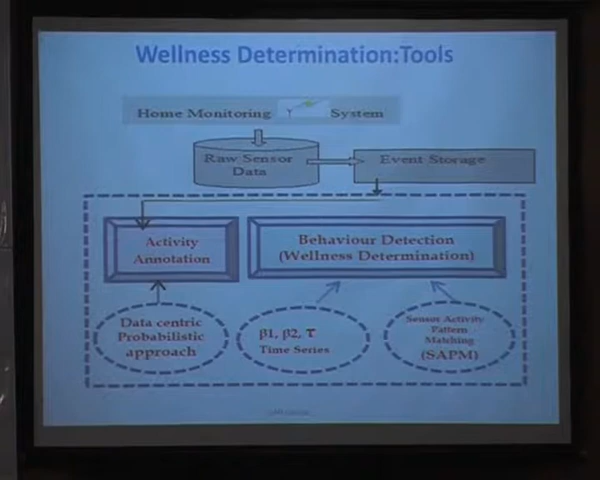 Wellness Determination:Tools
Home Monitoring System
Raw Sensor
Data
Event Storage
Activity
Annotation
Behaviour Detection
(Wellness Determination)
Data centric
Probabilistic
approach
β1, β2, T
Time Series
Sensor Activity
Pattern
Matching
(SAPM)